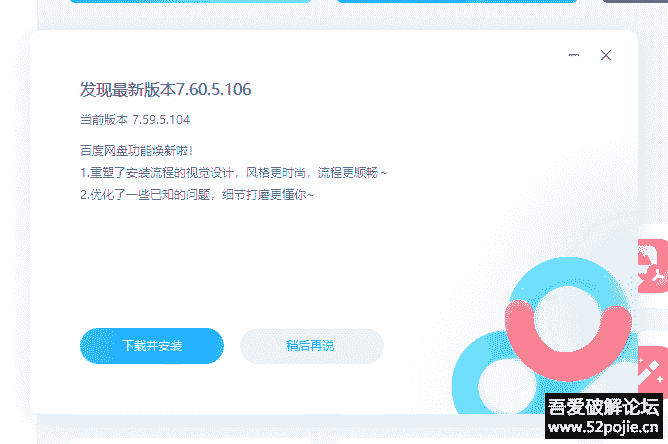 发现最新版本7.60.5.106
当前版本 7.59.5.104
百度网盘功能焕新啦！
1.重塑了安装流程的视觉设计，风格更时尚，流程更顺畅~
2.优化了一些已知的问题，细节打磨更懂你~
下载并安装
稍后再说
吾爱破解论坛
www.52pojie.cn